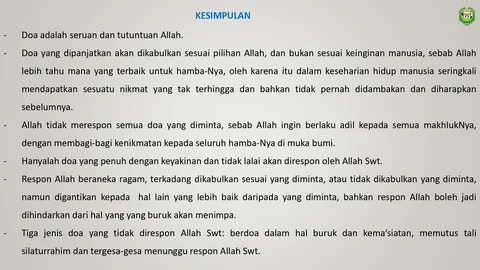 KESIMPULAN
- Doa adalah seruan dan tutuntuan Allah.
- Doa yang dipanjatkan akan dikabulkan sesuai pilihan Allah, dan bukan sesuai keinginan manusia, sebab Allah
lebih tahu mana yang terbaik untuk hamba-Nya, oleh karena itu dalam keseharian hidup manusia seringkali
mendapatkan sesuatu nikmat yang tak terhingga dan bahkan tidak pernah didambakan dan diharapkan
sebelumnya.
- Allah tidak merespon semua doa yang diminta, sebab Allah ingin berlaku adil kepada semua makhlukNya,
dengan membagi-bagi kenikmatan kepada seluruh hamba-Nya di muka bumi.
- Hanyalah doa yang penuh dengan keyakinan dan tidak lalai akan direspon oleh Allah Swt.
- Respon Allah beraneka ragam, terkadang dikabulkan sesuai yang diminta, atau tidak dikabulkan yang diminta,
namun digantikan kepada hal lain yang lebih baik daripada yang diminta, bahkan respon Allah boleh jadi
dihindarkan dari hal yang yang buruk akan menimpa.
- Tiga jenis doa yang tidak direspon Allah Swt: berdoa dalam hal buruk dan kema'siatan, memutus tali
silaturrahim dan tergesa-gesa menunggu respon Allah Swt.